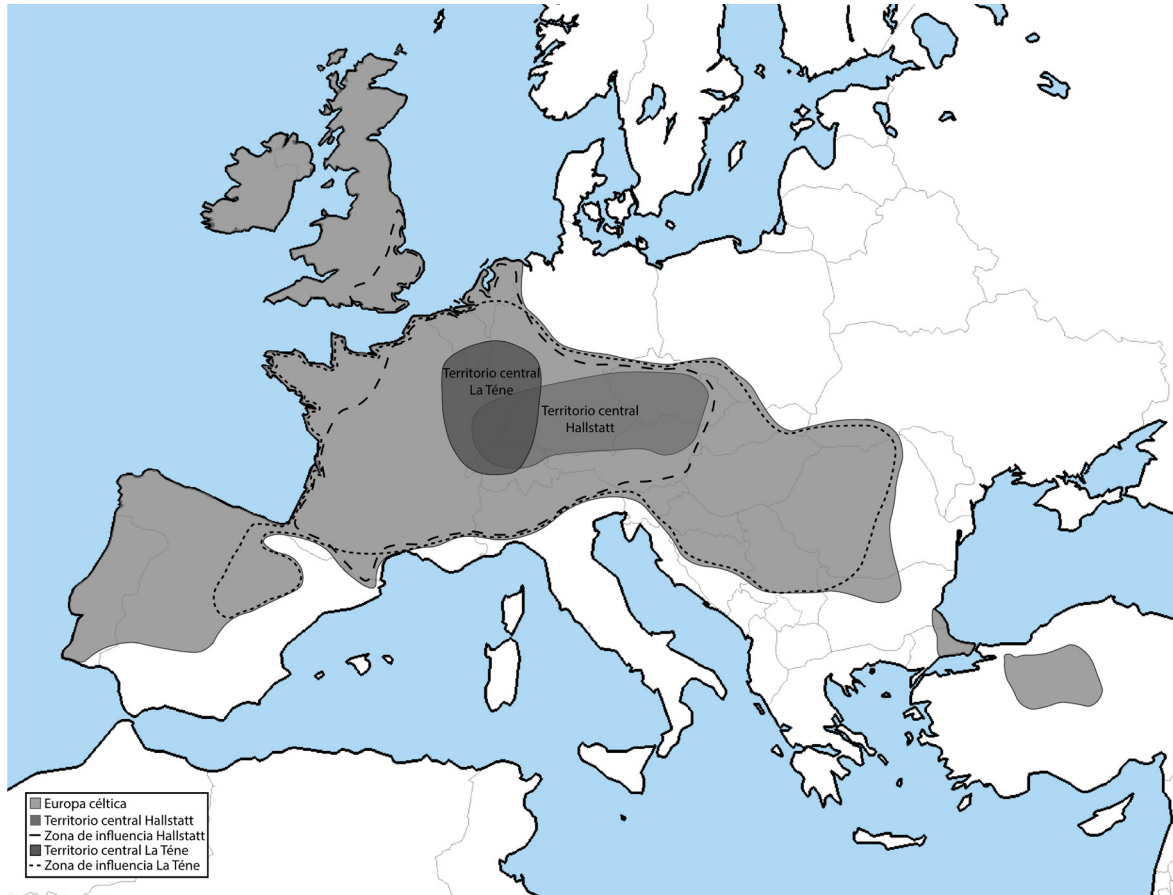 Territorio central
La Téne
Territorio central
Hallstatt
Europa céltica
Territorio central Hallstatt
Zona de influencia Hallstatt
Territorio central La Téne
Zona de influencia La Téne